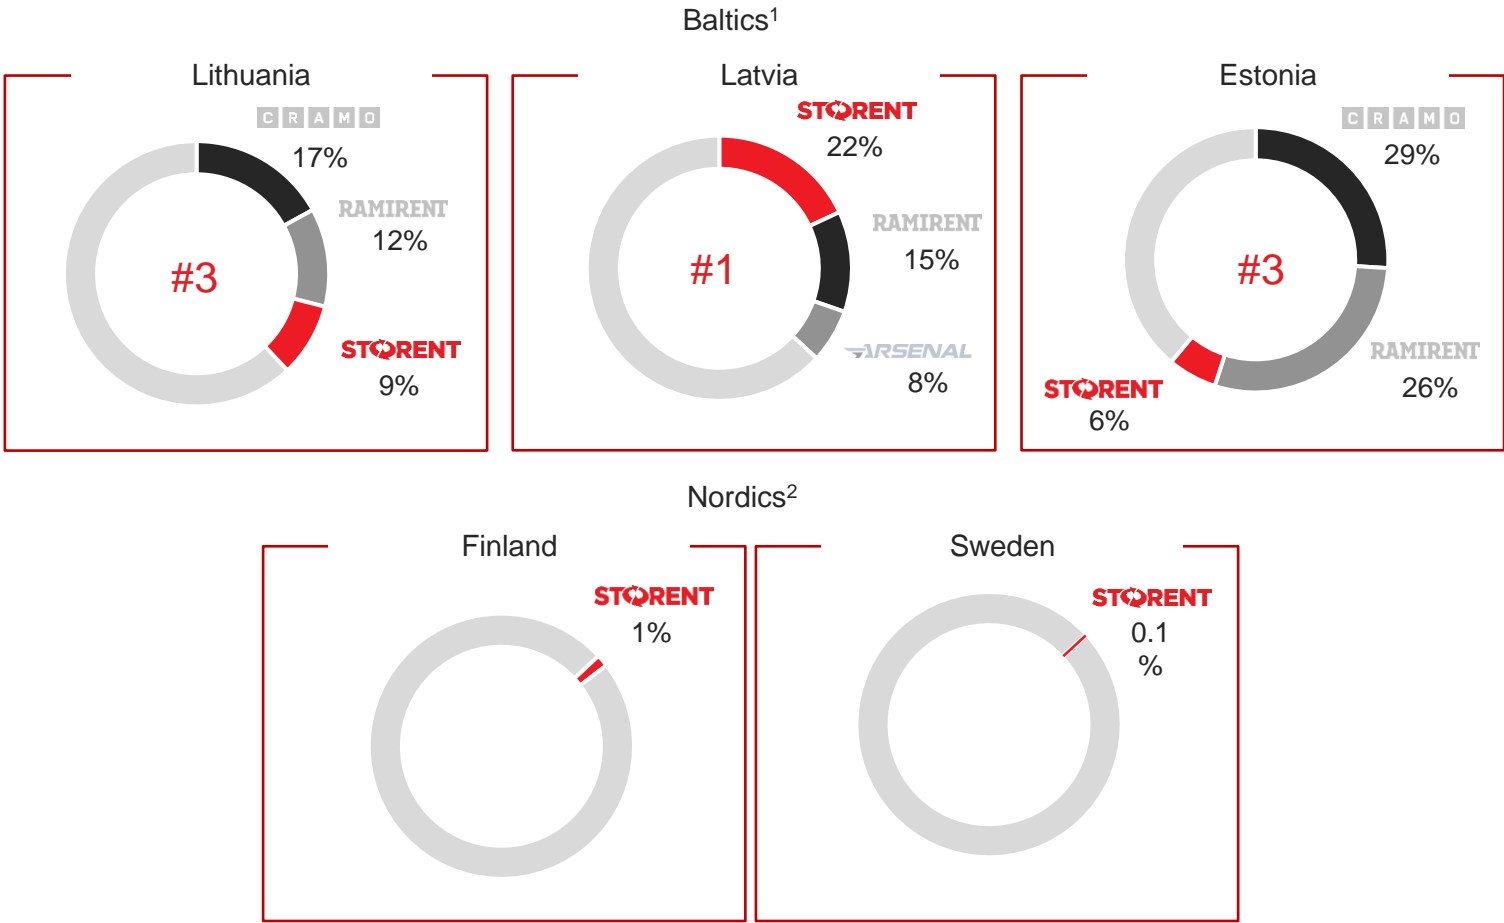 Baltics¹
Lithuania
CRAMO
17%
RAMIRENT
12%
#3
STORENT
9%
Latvia
STORENT
22%
RAMIRENT
15%
#1
ARSENAL
8%
Estonia
CRAMO
29%
#3
RAMIRENT
26%
STORENT
6%
Nordics²
Finland
STORENT
1%
Sweden
STORENT
0.1
%